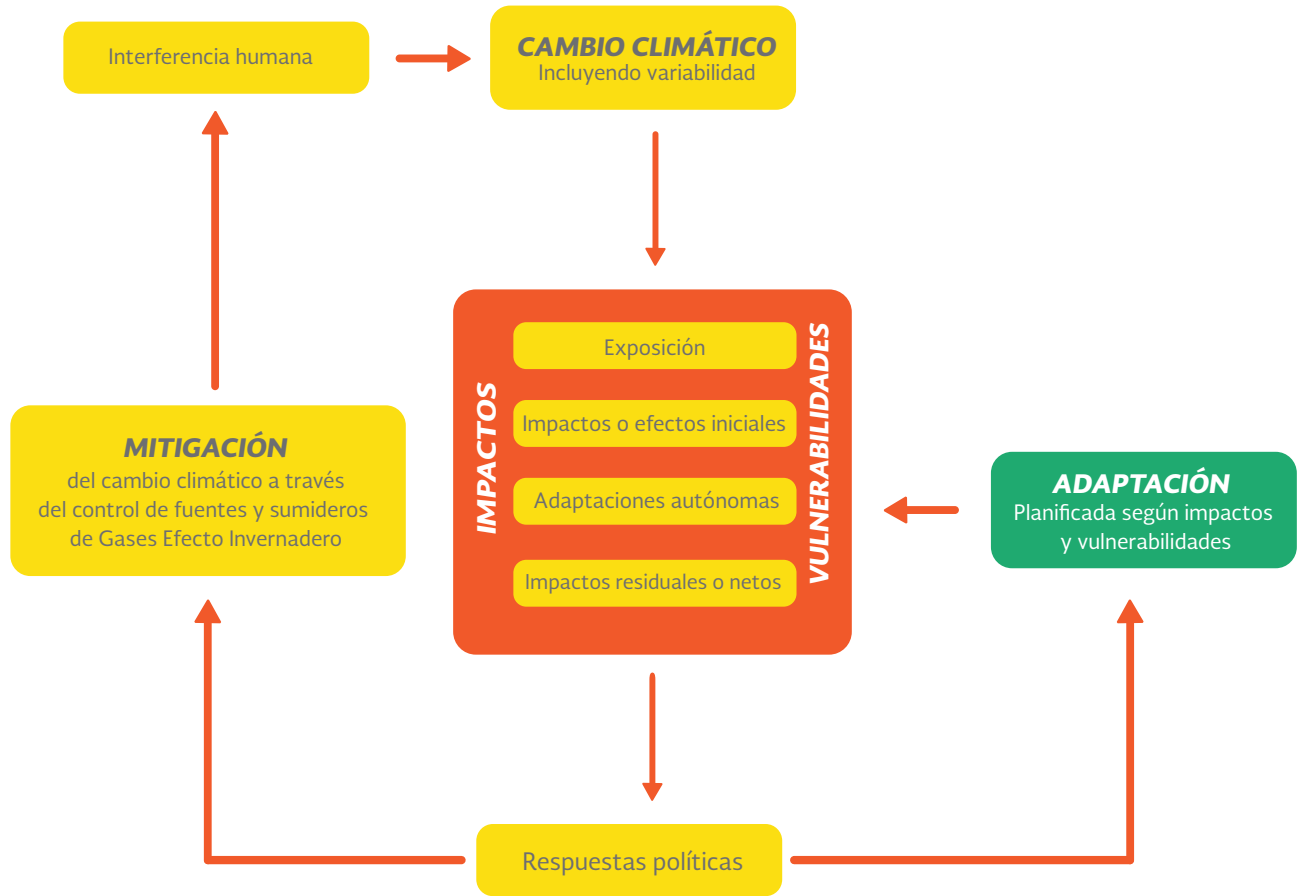 Interferencia humana
CAMBIO CLIMÁTICO
Incluyendo variabilidad
IMPACTOS
Exposición
Impactos o efectos iniciales
Adaptaciones autónomas
Impactos residuales o netos
VULNERABILIDADES
MITIGACIÓN
del cambio climático a través
del control de fuentes y sumideros
de Gases Efecto Invernadero
ADAPTACIÓN
Planificada según impactos
y vulnerabilidades
Respuestas políticas